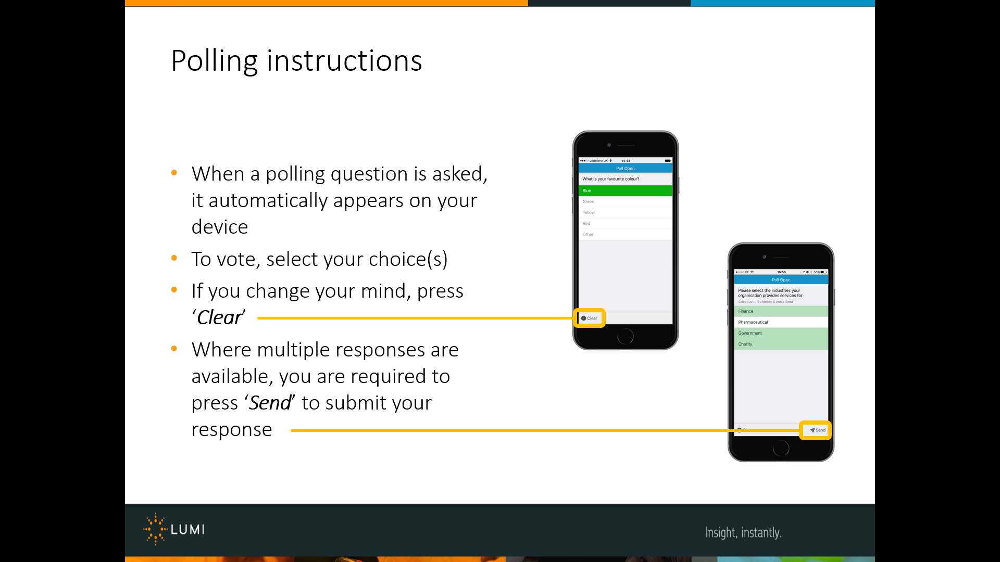 Polling instructions
• When a polling question is asked,
it automatically appears on your
device
• To vote, select your choice(s)
• If you change your mind, press
‘Clear’
• Where multiple responses are
available, you are required to
press ‘Send’ to submit your
response
vodafone UK 14:43
Poll Open
What is your favourite colour?
Blue
Green
Yellow
Red
Other
Clear
EE 16:56 53%
Poll Open
Please select the industries your
organisation provides services for:
Select up to 4 choices & press Send
Finance
Pharmaceutical
Government
Charity
Send
LUMI
Insight, instantly.